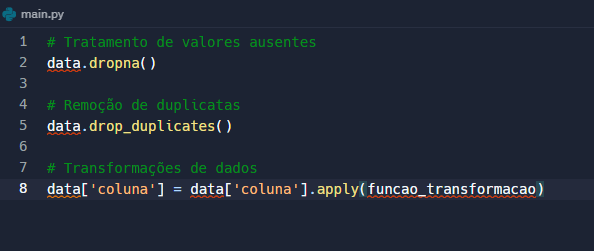 main.py
1 # Tratamento de valores ausentes
2 data.dropna()
3
4 # Remoção de duplicatas
5 data.drop_duplicates()
6
7 # Transformações de dados
8 data['coluna'] = data['coluna'].apply(funcao_transformacao)